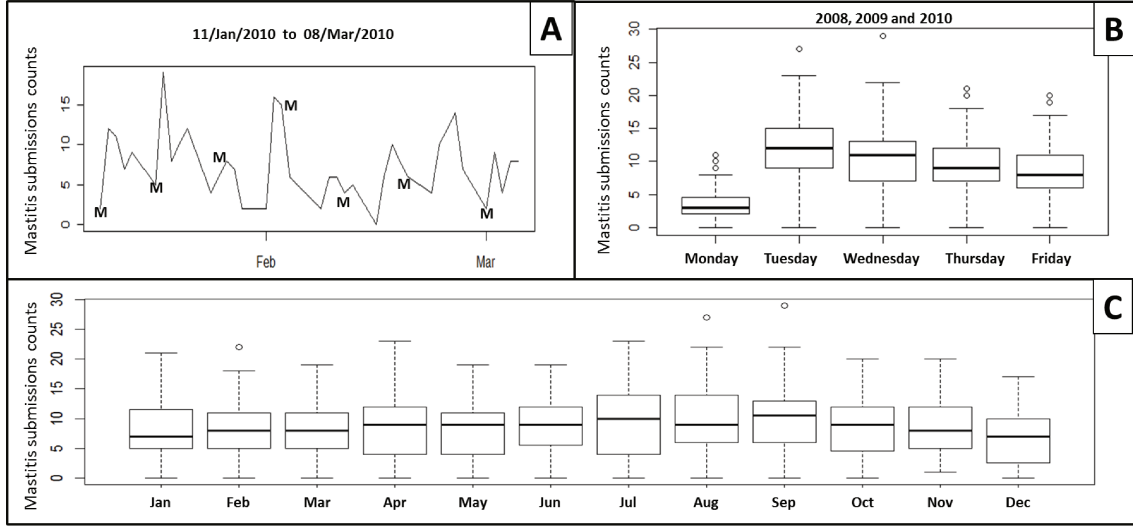 A
11/Jan/2010 to 08/Mar/2010
Mastitis submissions counts
15
10
5
0
M
M
M
M
M
M
M
Feb
Mar
B
2008, 2009 and 2010
Mastitis submissions counts
30
25
20
15
10
5
0
Monday Tuesday Wednesday Thursday Friday
C
Mastitis submissions counts
30
25
20
15
10
5
0
Jan Feb Mar Apr May Jun Jul Aug Sep Oct Nov Dec